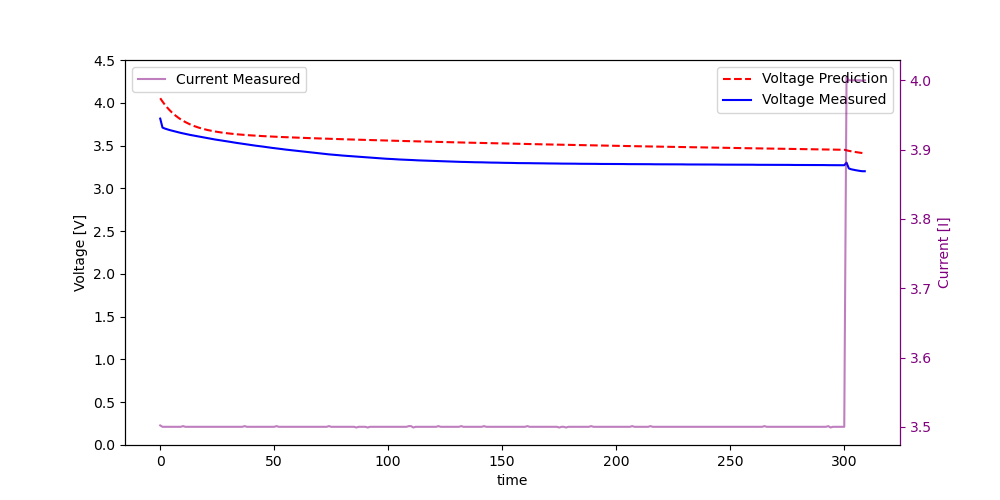 Current Measured
Voltage Prediction
Voltage Measured
Voltage [V]
4.5
4.0
3.5
3.0
2.5
2.0
1.5
1.0
0.5
0.0
4.0
3.9
3.8
3.7
3.6
3.5
Current [I]
0 50 100 150 200 250 300
time